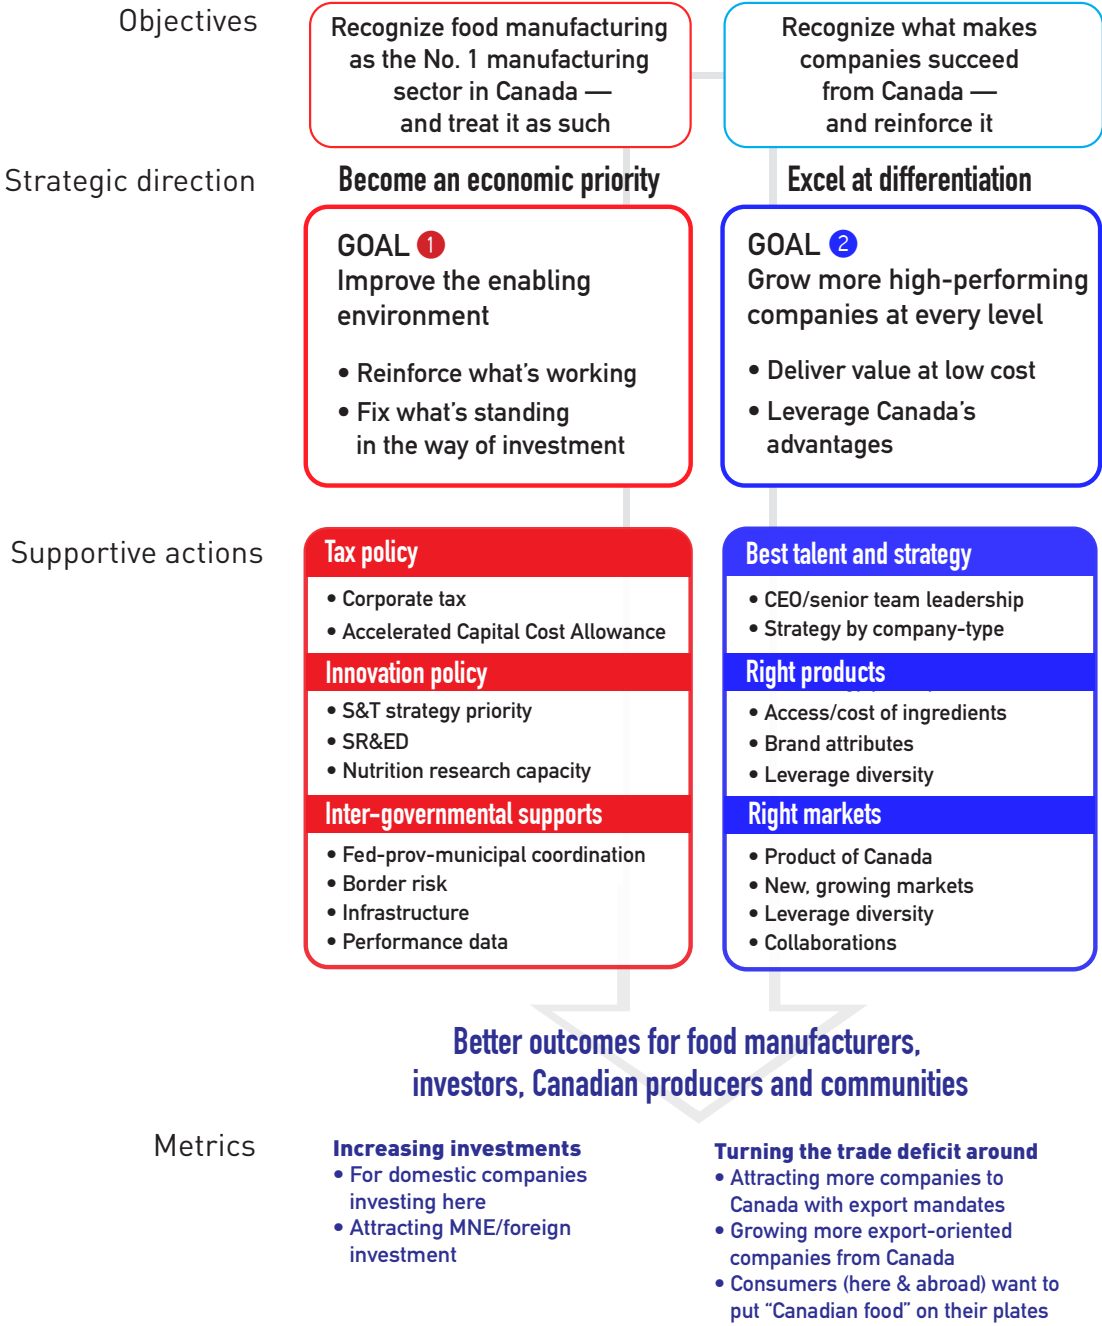 Objectives
Recognize food manufacturing
as the No. 1 manufacturing
sector in Canada —
and treat it as such
Recognize what makes
companies succeed
from Canada —
and reinforce it
Strategic direction
Become an economic priority
Excel at differentiation
GOAL 1
Improve the enabling
environment
• Reinforce what's working
• Fix what's standing
in the way of investment
GOAL 2
Grow more high-performing
companies at every level
• Deliver value at low cost
• Leverage Canada's
advantages
Supportive actions
Tax policy
• Corporate tax
• Accelerated Capital Cost Allowance
Innovation policy
• S&T strategy priority
• SR&ED
• Nutrition research capacity
Inter-governmental supports
• Fed-prov-municipal coordination
• Border risk
• Infrastructure
• Performance data
Best talent and strategy
• CEO/senior team leadership
• Strategy by company-type
Right products
• Access/cost of ingredients
• Brand attributes
• Leverage diversity
Right markets
• Product of Canada
• New, growing markets
• Leverage diversity
• Collaborations
Better outcomes for food manufacturers,
investors, Canadian producers and communities
Metrics
Increasing investments
• For domestic companies
investing here
• Attracting MNE/foreign
investment
Turning the trade deficit around
• Attracting more companies to
Canada with export mandates
• Growing more export-oriented
companies from Canada
• Consumers (here & abroad) want to
put “Canadian food” on their plates